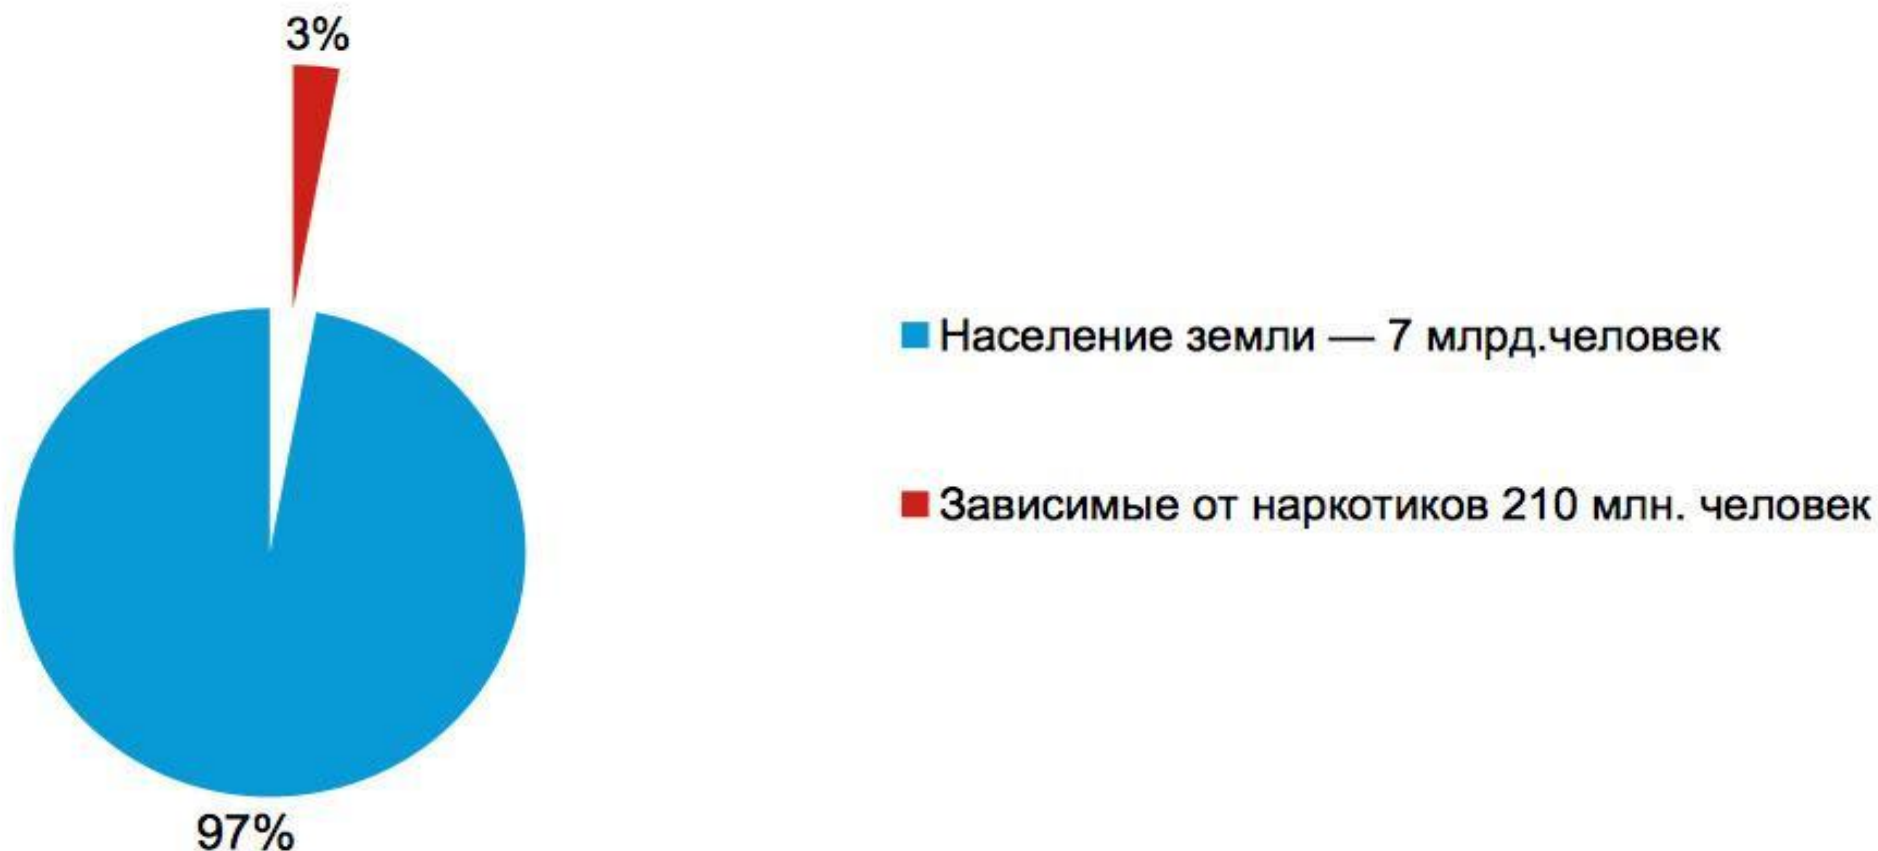 3%
Население земли — 7 млрд.человек
Зависимые от наркотиков 210 млн. человек
97%